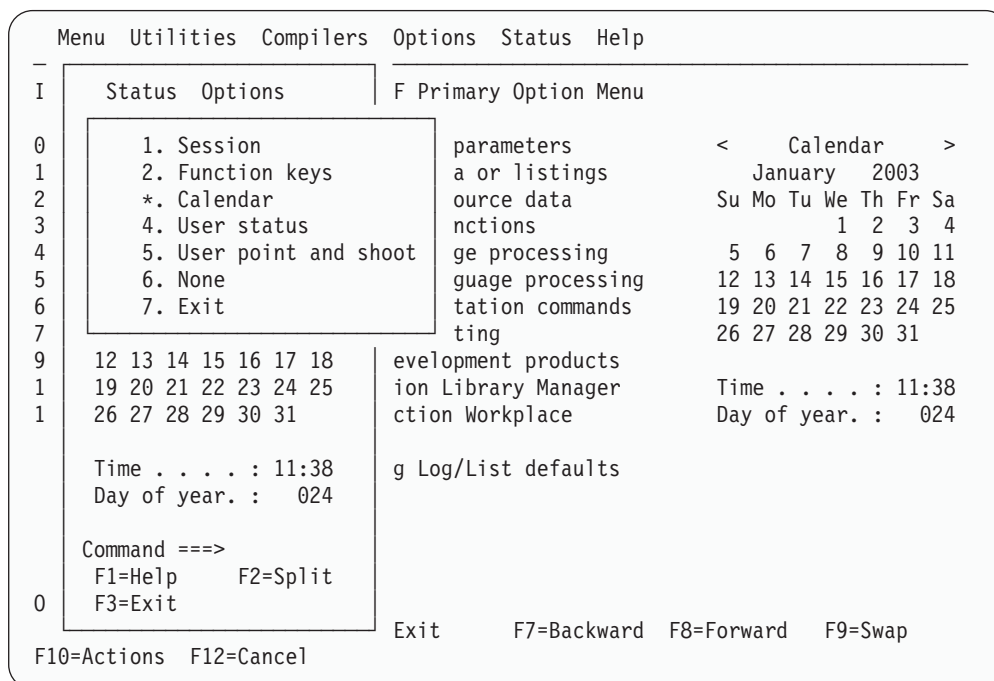 Menu Utilities Compilers Options Status Help
I Status Options F Primary Option Menu
0 1. Session parameters < Calendar >
1 2. Function keys a or listings January 2003
2 *. Calendar ource data Su Mo Tu We Th Fr Sa
3 4. User status nctions 1 2 3 4
4 5. User point and shoot ge processing 5 6 7 8 9 10 11
5 6. None guage processing 12 13 14 15 16 17 18
6 7. Exit tation commands 19 20 21 22 23 24 25
7 ting 26 27 28 29 30 31
9 12 13 14 15 16 17 18 evelopment products
1 19 20 21 22 23 24 25 ion Library Manager Time . . . . : 11:38
1 26 27 28 29 30 31 ction Workplace Day of year. : 024
Time . . . . : 11:38 g Log/List defaults
Day of year. : 024
Command ===>
F1=Help F2=Split
O F3=Exit
Exit F7=Backward F8=Forward F9=Swap
F10=Actions F12=Cancel